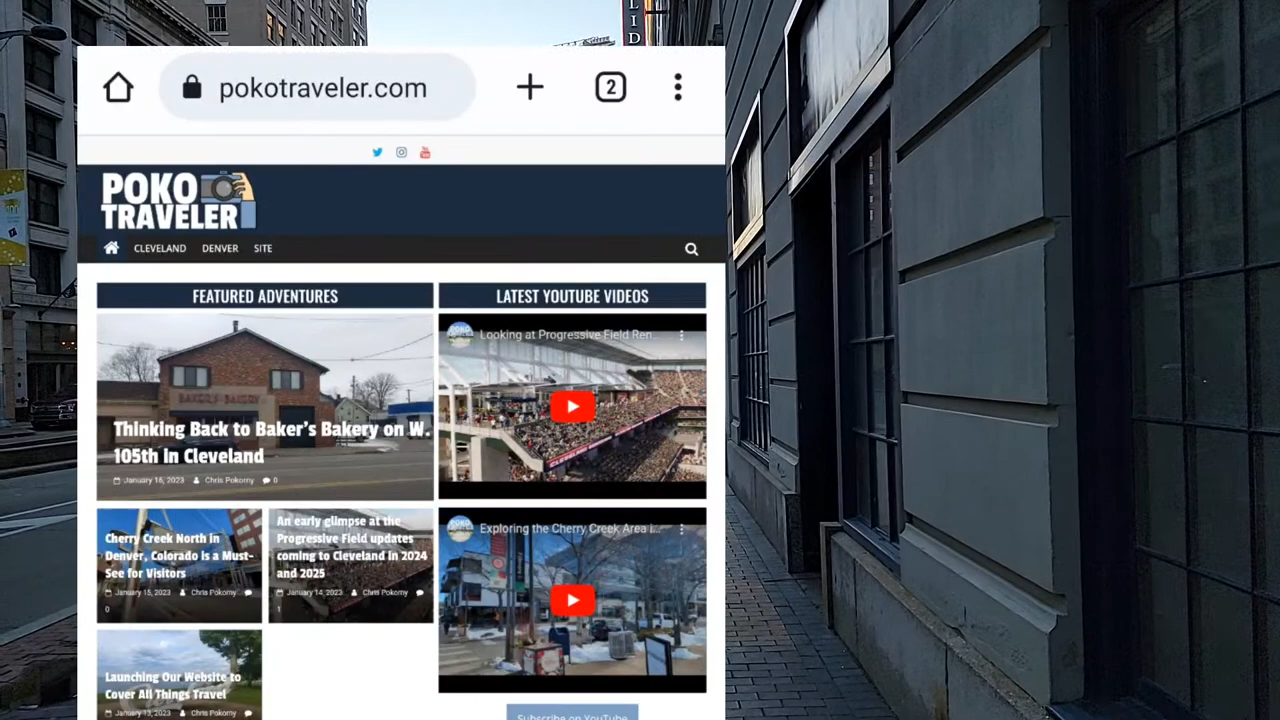 LID
pokotraveler.com
2
POKO
TRAVELER
CLEVELAND
DENVER
SITE
FEATURED ADVENTURES
BAKER'S BAKERY
Thinking Back to Baker's Bakery on W.
105th in Cleveland
January 16, 2023 Chris Pokorny 0
Cherry Creek North in
Denver, Colorado is a Must-
See for Visitors
January 15, 2023 Chris Pokorny
0
An early glimpse at the
Progressive Field updates
coming to Cleveland in 2024
and 2025
January 14, 2023 Chris Pokorny
1
Launching Our Website to
Cover All Things Travel
January 13, 2023 Chris Pokorny
LATEST YOUTUBE VIDEOS
Looking at Progressive Field Ren...
Exploring the Cherry Creek Area i...
Subscribe on YouTube